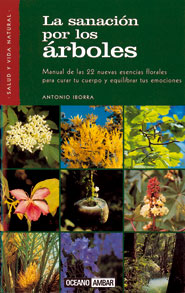 SALUD Y VIDA NATURAL
La sanación
por los
árboles
Manual de las 22 nuevas esencias florales
para curar tu cuerpo y equilibrar tus emociones
ANTONIO IBORRA
OCEANO AMBAR